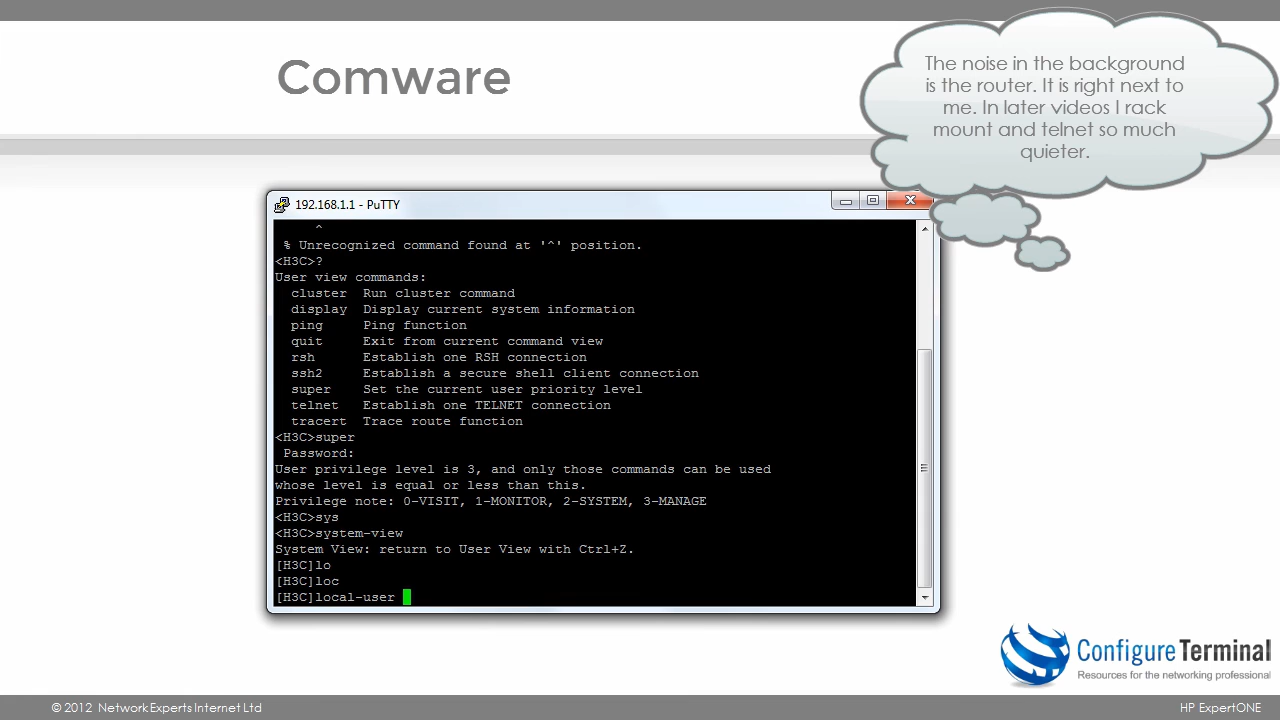 Comware
The noise in the background
is the router. It is right next to
me. In later videos I rack
mount and telnet so much
quieter.
192.168.1.1 - PuTTY
^
% Unrecognized command found at '^' position.
<H3C>?
User view commands:
cluster Run cluster command
display Display current system information
ping Ping function
quit Exit from current command view
rsh Establish one RSH connection
ssh2 Establish a secure shell client connection
super Set the current user priority level
telnet Establish one TELNET connection
tracert Trace route function
<H3C>super
Password:
User privilege level is 3, and only those commands can be used
whose level is equal or less than this.
Privilege note: 0-VISIT, 1-MONITOR, 2-SYSTEM, 3-MANAGE
<H3C>sys
<H3C>system-view
System View: return to User View with Ctrl+Z.
[H3C]lo
[H3C]loc
[H3C]local-user
Configure Terminal
Resources for the networking professional
© 2012 Network Experts Internet Ltd
HP ExpertONE